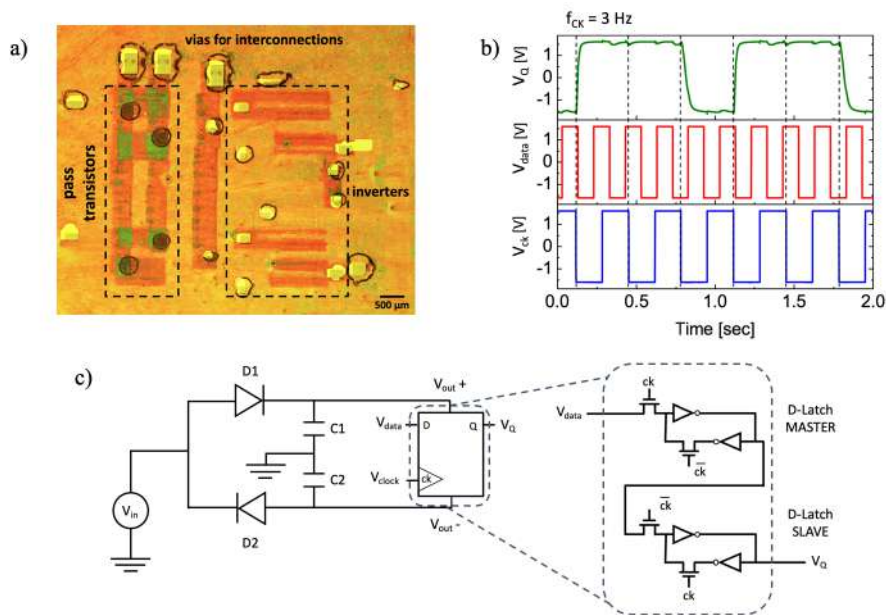 a)
vias for interconnections
pass
transistors
inverters
500 µm
b)
f_CK = 3 Hz
V_Q [V]
1
0
-1
V_data [V]
1
0
-1
V_ck [V]
1
0
-1
0.0 0.5 1.0 1.5 2.0
Time [sec]
c)
D1
V_out +
C1
V_data
D
Q
V_Q
V_in
C2
V_clock
ck
D2
V_out -
ck
V_data
D-Latch
MASTER
c̅k̅
c̅k̅
D-Latch
SLAVE
V_Q
ck